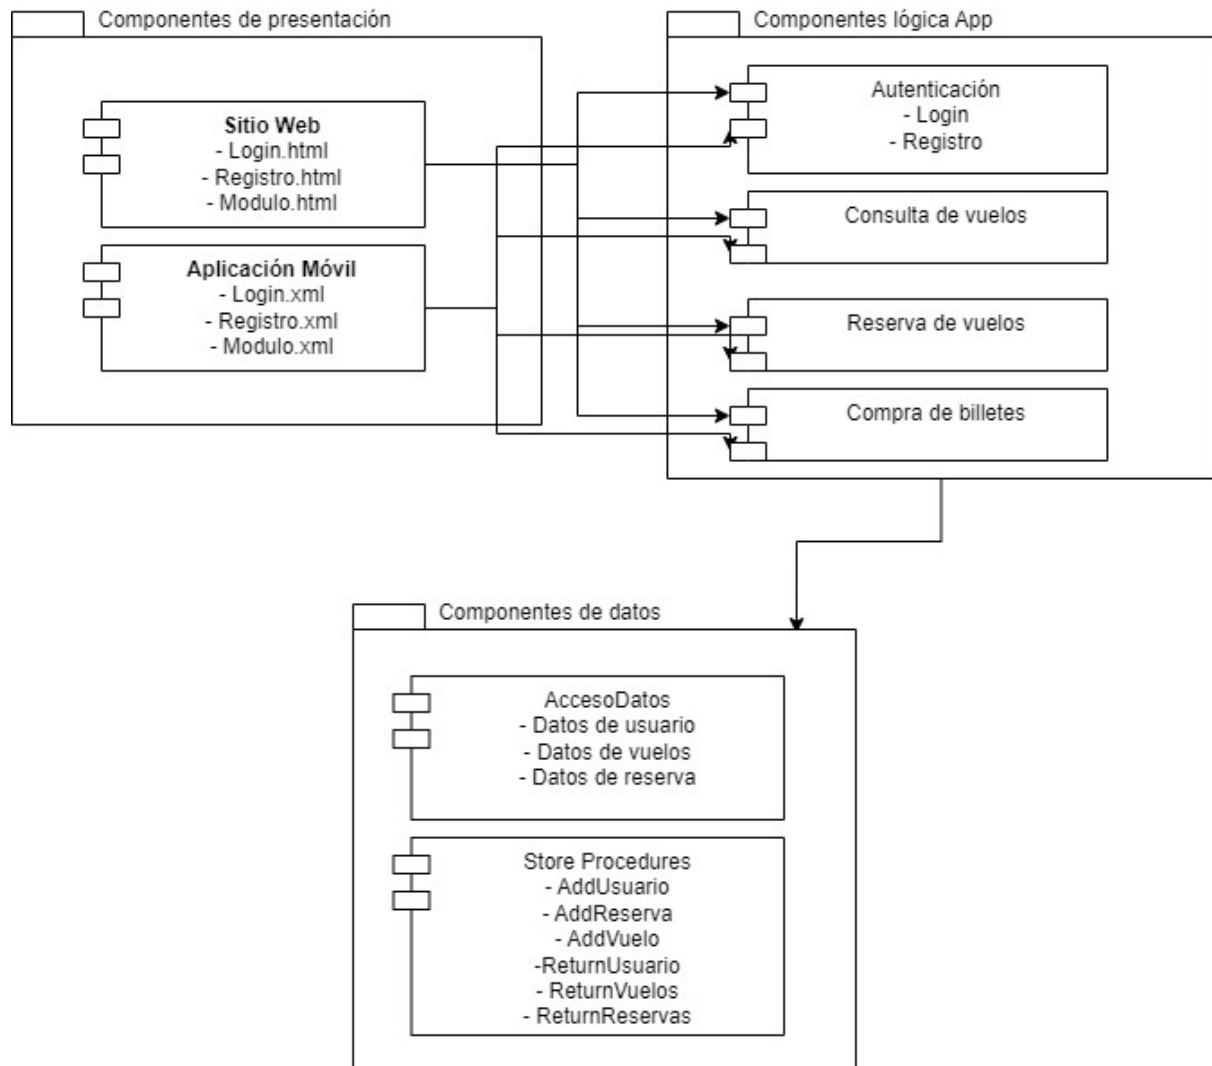 Componentes de presentación
Sitio Web
- Login.html
- Registro.html
- Modulo.html
Aplicación Móvil
- Login.xml
- Registro.xml
- Modulo.xml
Componentes lógica App
Autenticación
- Login
- Registro
Consulta de vuelos
Reserva de vuelos
Compra de billetes
Componentes de datos
AccesoDatos
- Datos de usuario
- Datos de vuelos
- Datos de reserva
Store Procedures
- AddUsuario
- AddReserva
- AddVuelo
-ReturnUsuario
- ReturnVuelos
- ReturnReservas